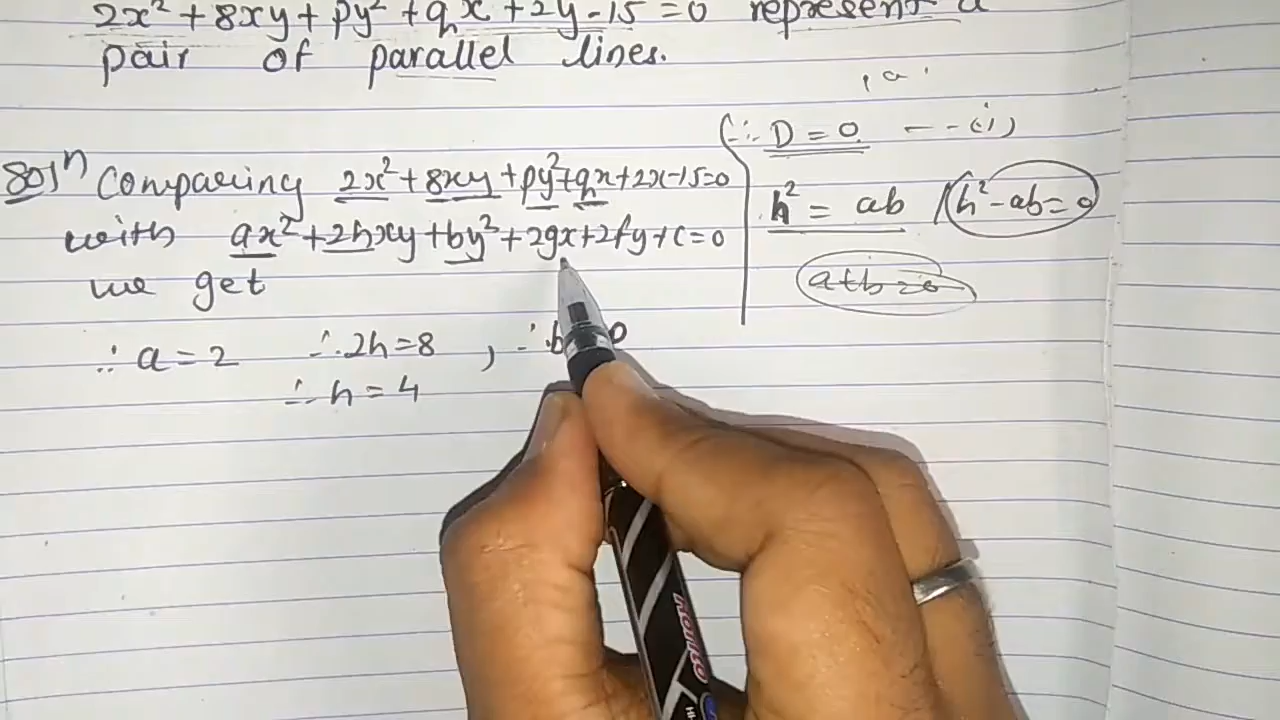 2x² + 8xy + py² + qx + 2y - 15 = 0 represent a
pair of parallel lines.
Solⁿ Comparing 2x² + 8xy + py² + qx + 2x - 15 = 0
with ax² + 2hxy + by² + 2gx + 2fy + c = 0
we get
∴ a = 2 ∴ 2h = 8 , ∴ b
∴ h = 4
∵ D = 0 --- (i)
h² = ab / h² - ab = 0
a + b = 0